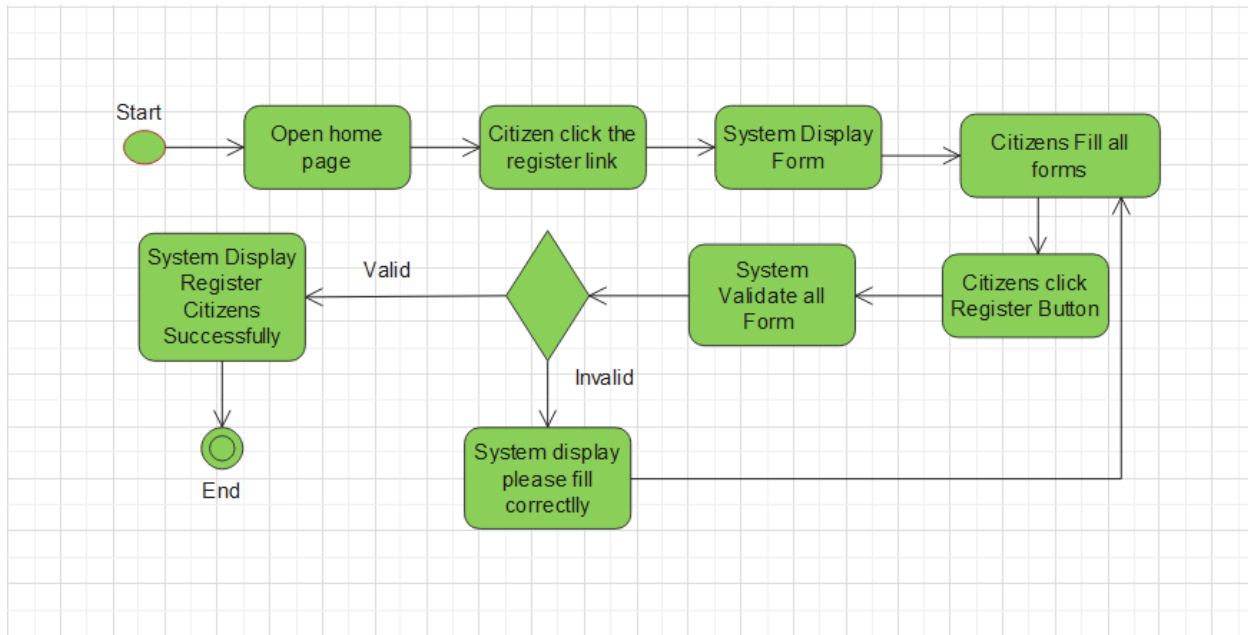 Start
Open home
page
Citizen click the
register link
System Display
Form
Citizens Fill all
forms
System Display
Register
Citizens
Successfully
Valid
System
Validate all
Form
Citizens click
Register Button
Invalid
System display
please fill
correctlly
End